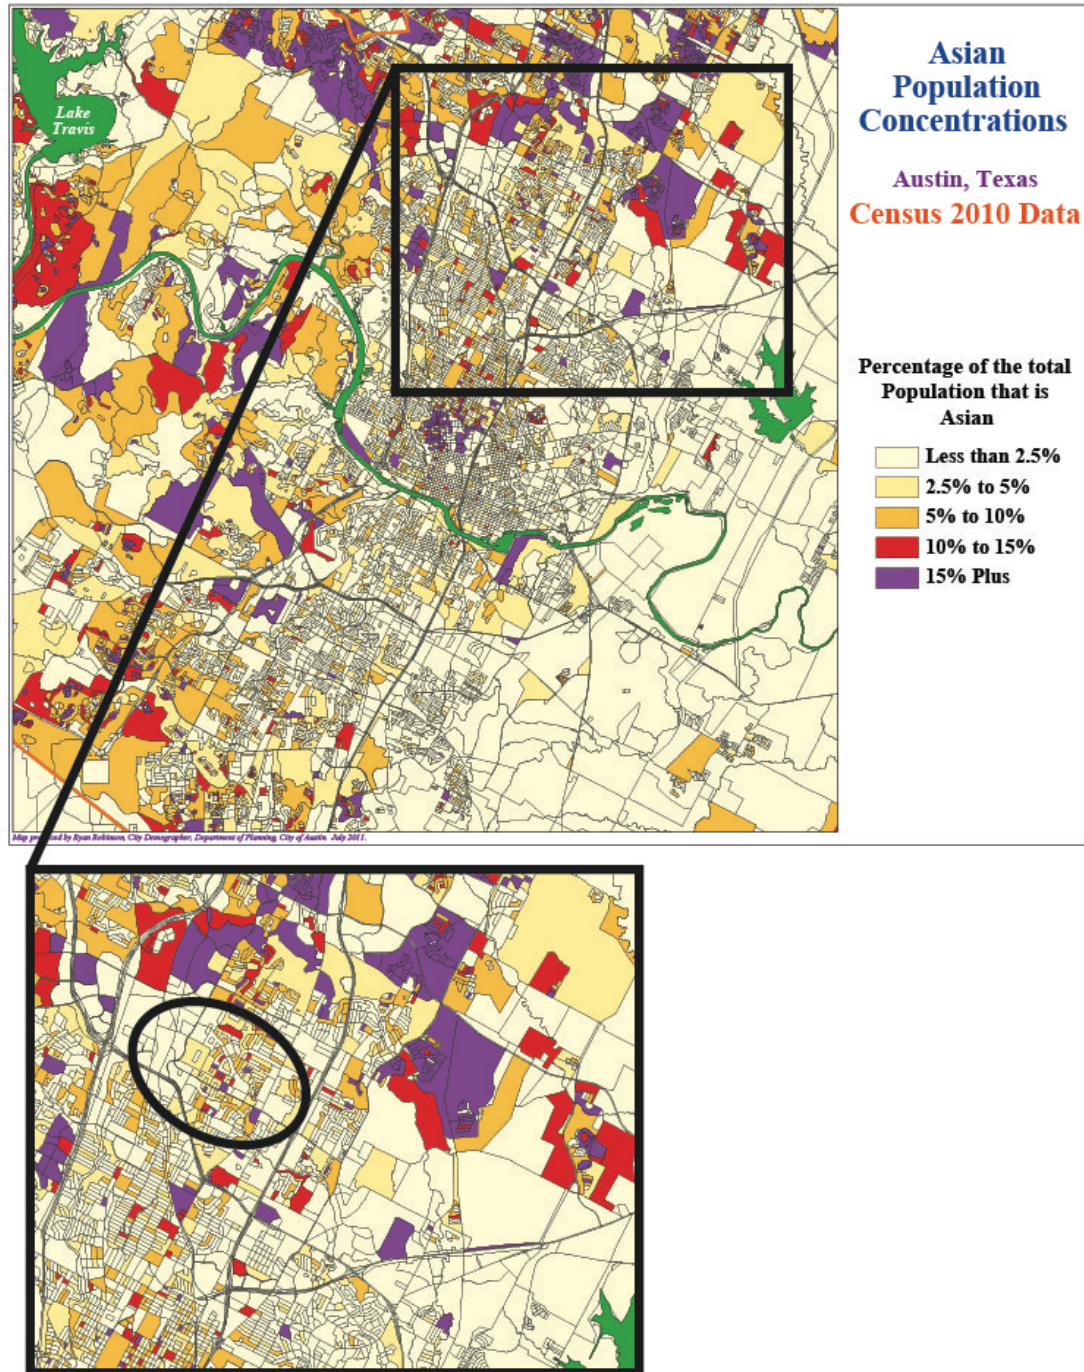 Asian
Population
Concentrations
Austin, Texas
Census 2010 Data
Lake
Travis
Percentage of the total
Population that is
Asian
Less than 2.5%
2.5% to 5%
5% to 10%
10% to 15%
15% Plus
Map produced by Ryan Robinson, City Demographer, Department of Planning, City of Austin. July 2011.